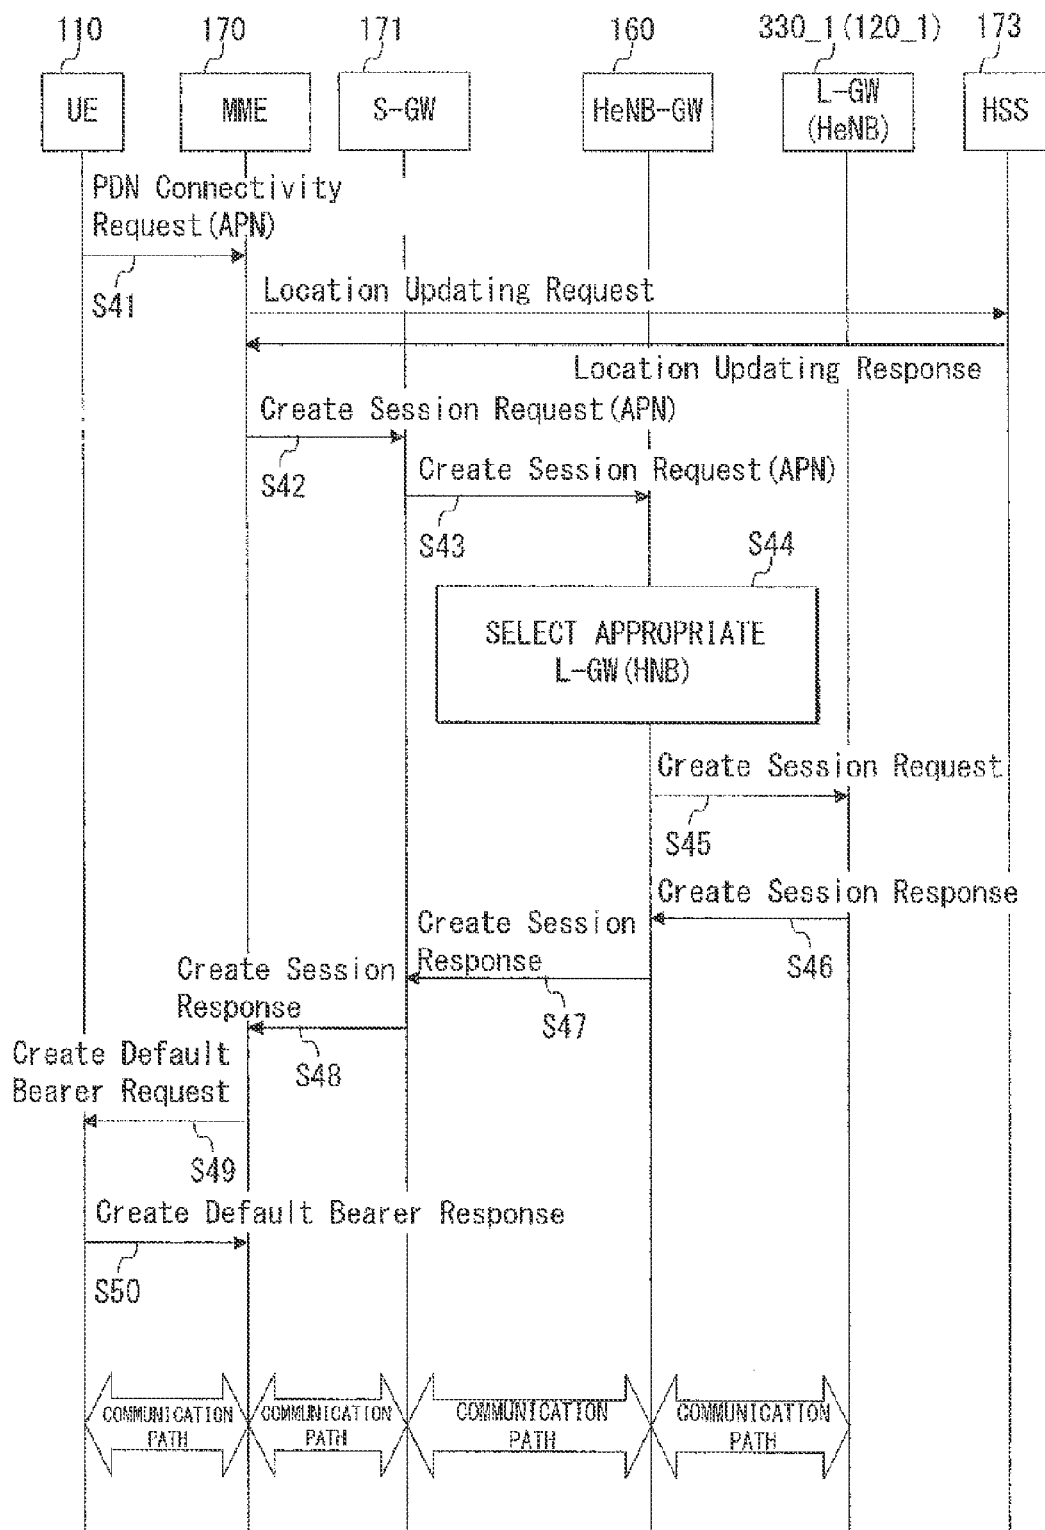 110
170
171
160
330_1(120_1)
173
UE
MME
S-GW
HeNB-GW
L-GW
(HeNB)
HSS
PDN Connectivity
Request(APN)
S41
Location Updating Request
Location Updating Response
Create Session Request(APN)
S42
Create Session Request(APN)
S43
S44
SELECT APPROPRIATE
L-GW(HNB)
Create Session Request
S45
Create Session Response
S46
Create Session
Response
S47
Create Session
Response
S48
Create Default
Bearer Request
S49
Create Default Bearer Response
S50
COMMUNICATION
PATH
COMMUNICATION
PATH
COMMUNICATION
PATH
COMMUNICATION
PATH